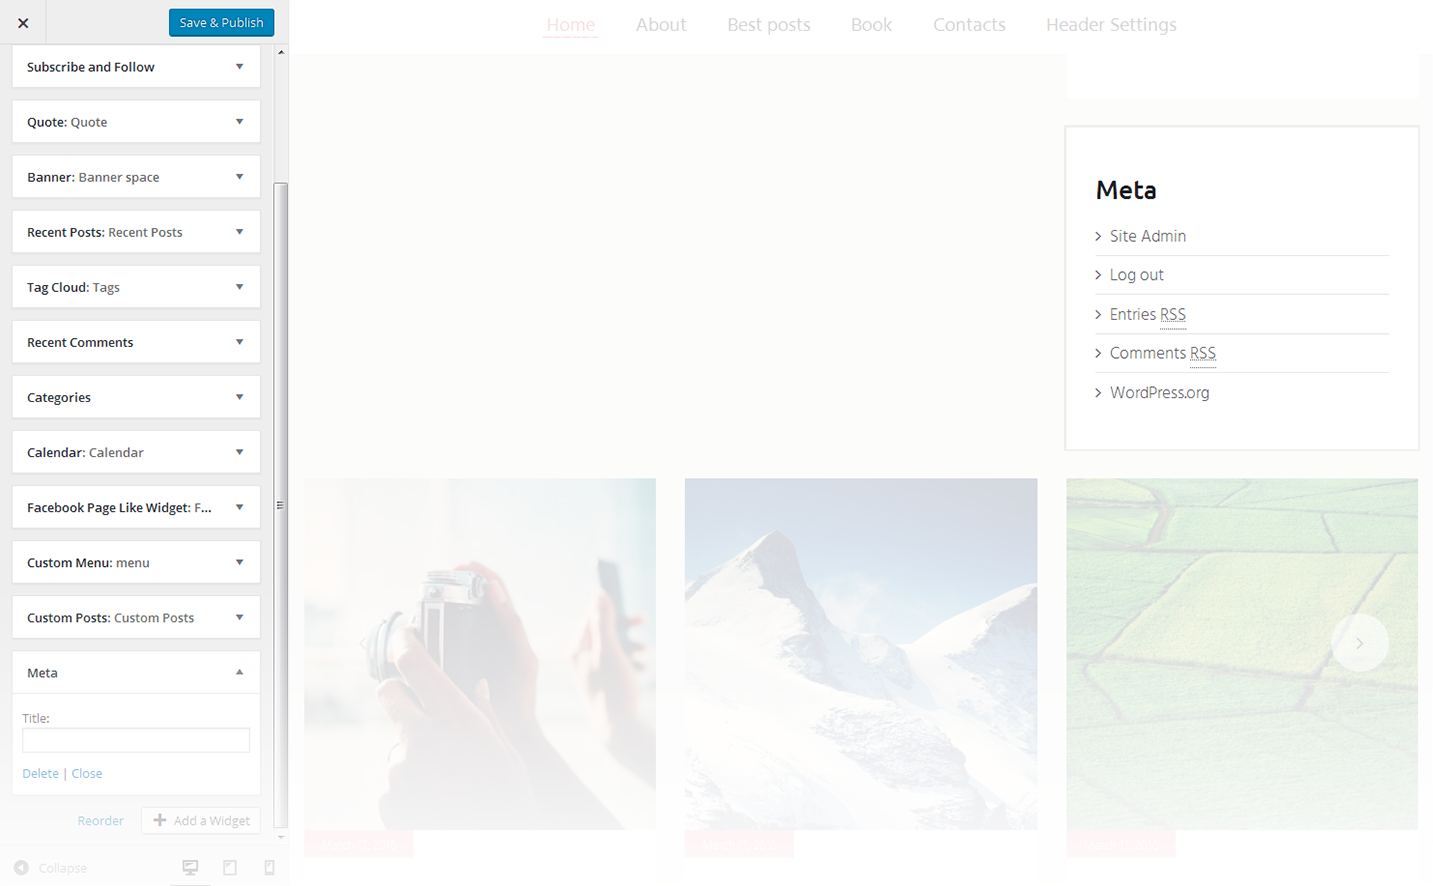 Save & Publish
Subscribe and Follow
Quote: Quote
Banner: Banner space
Recent Posts: Recent Posts
Tag Cloud: Tags
Recent Comments
Categories
Calendar: Calendar
Facebook Page Like Widget: F...
Custom Menu: menu
Custom Posts: Custom Posts
Meta
Title:
Delete | Close
Reorder
Add a Widget
Collapse
Home About Best posts Book Contacts Header Settings
Meta
Site Admin
Log out
Entries RSS
Comments RSS
WordPress.org